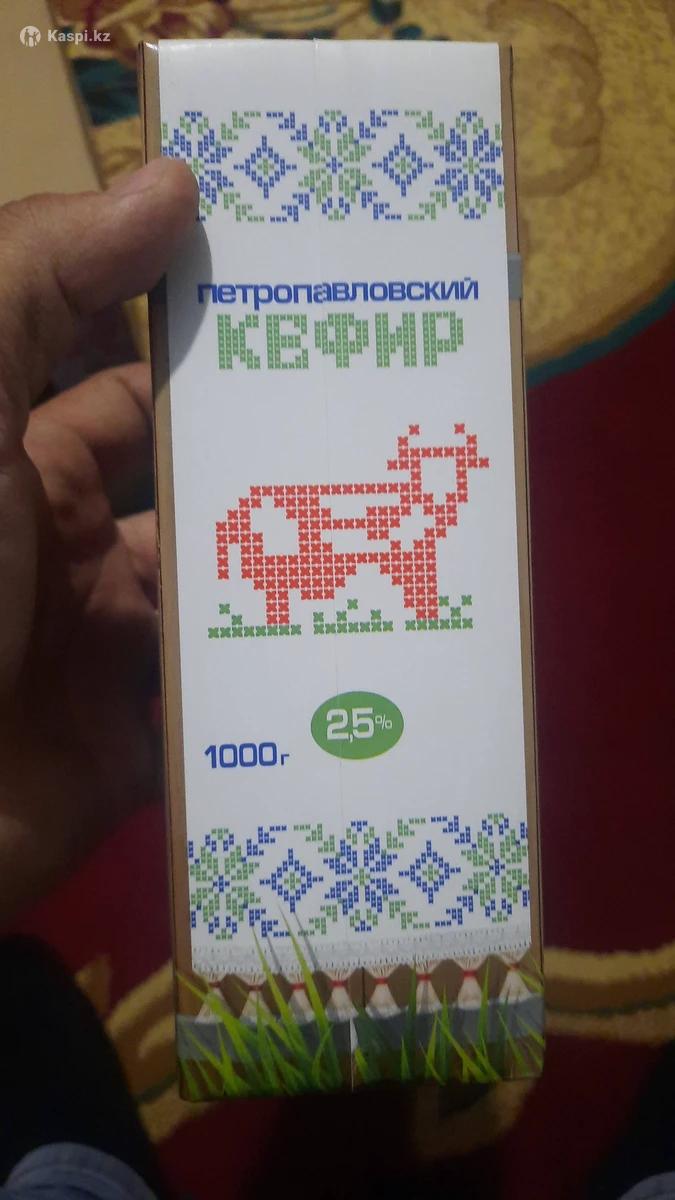 Kaspi.kz
петропавловский
КЕФИР
2,5%
1000г